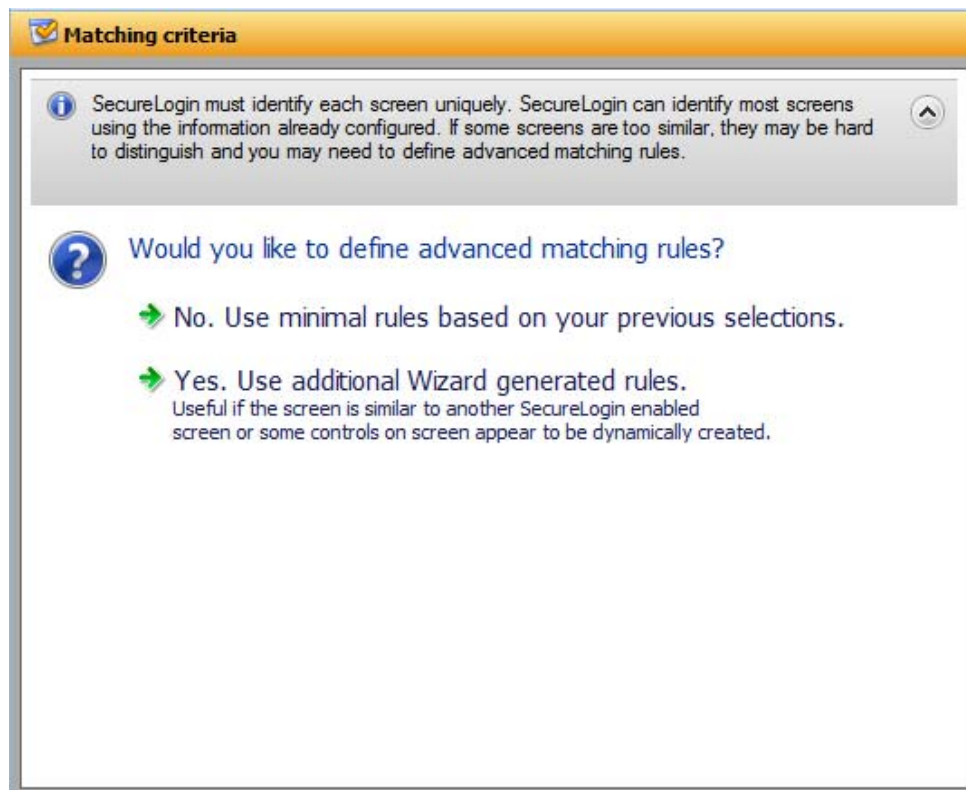 Matching criteria
SecureLogin must identify each screen uniquely. SecureLogin can identify most screens
using the information already configured. If some screens are too similar, they may be hard
to distinguish and you may need to define advanced matching rules.
Would you like to define advanced matching rules?
No. Use minimal rules based on your previous selections.
Yes. Use additional Wizard generated rules.
Useful if the screen is similar to another SecureLogin enabled
screen or some controls on screen appear to be dynamically created.